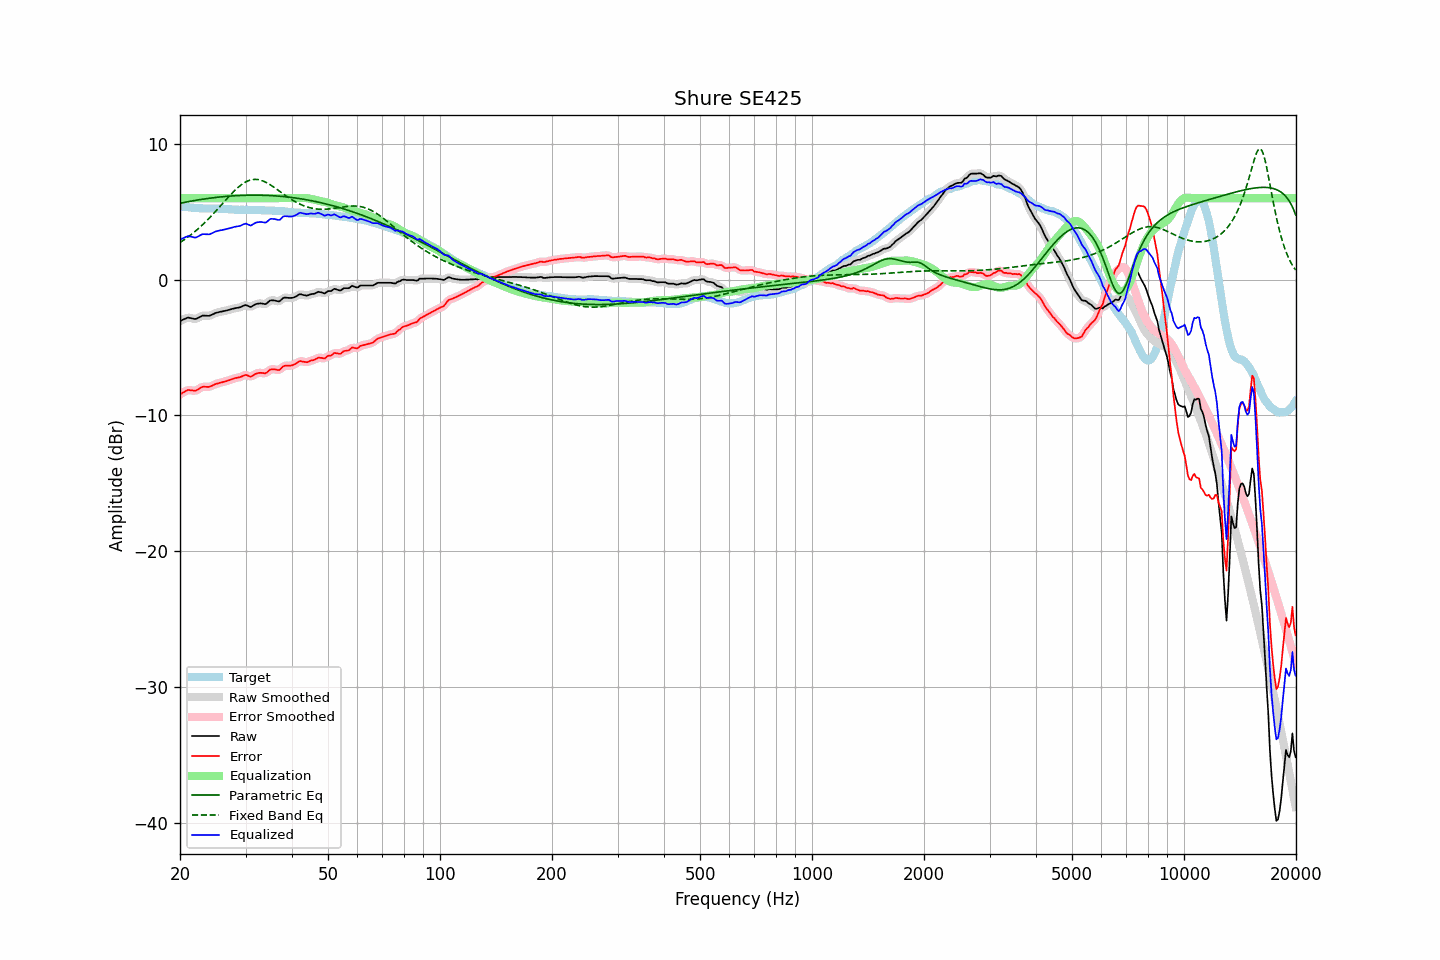 Shure SE425
10
0
−10
−20
−30
−40
Amplitude (dBr)
Target
Raw Smoothed
Error Smoothed
Raw
Error
Equalization
Parametric Eq
Fixed Band Eq
Equalized
20 50 100 200 500 1000 2000 5000 10000 20000
Frequency (Hz)